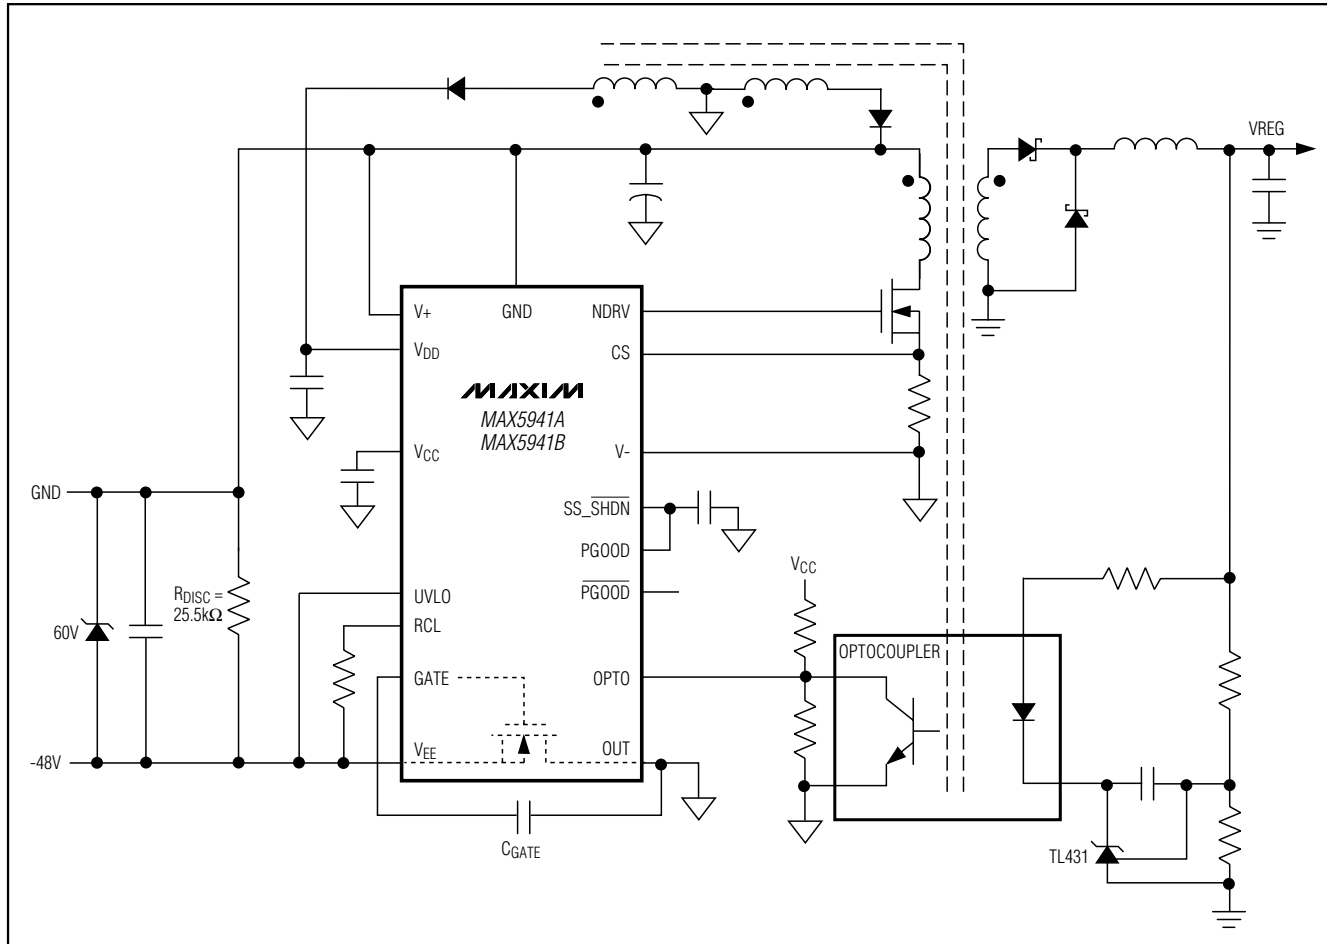 VREG
V+
GND
NDRV
VDD
CS
MAXIM
MAX5941A
MAX5941B
VCC
V-
GND
SS_SHDN
PGOOD
VCC
RDISC =
25.5kΩ
UVLO
PGOOD
60V
RCL
OPTOCOUPLER
GATE
OPTO
-48V
VEE
OUT
CGATE
TL431